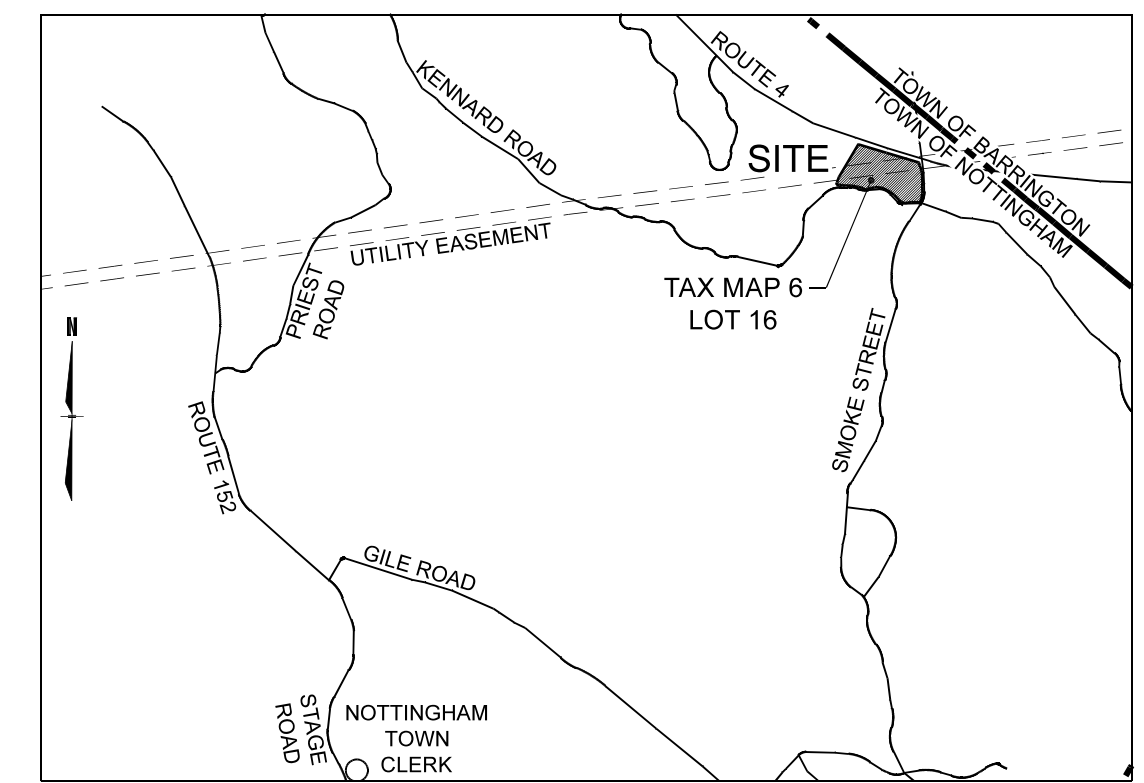 ROUTE 4
KENNARD ROAD
TOWN OF BARRINGTON
TOWN OF NOTTINGHAM
SITE
UTILITY EASEMENT
PRIEST
ROAD
TAX MAP 6
LOT 16
N
SMOKE STREET
ROUTE 152
GILE ROAD
STAGE
ROAD
NOTTINGHAM
TOWN
CLERK